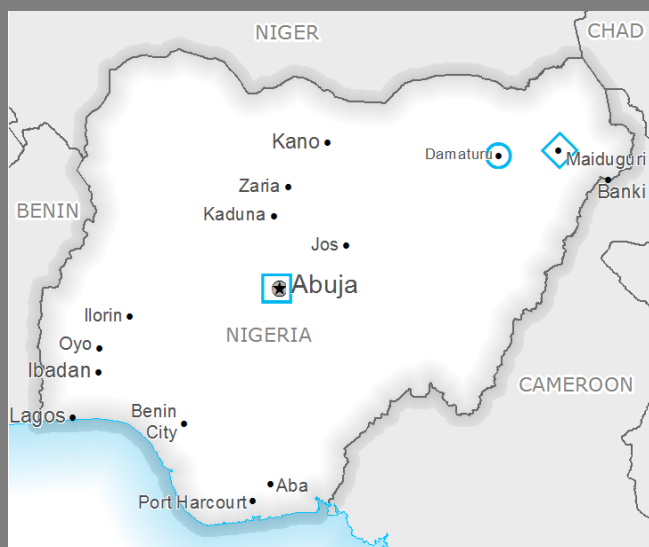 NIGER
CHAD
Kano
Damaturu
Maiduguri
Zaria
Banki
Kaduna
BENIN
Jos
Abuja
Ilorin
NIGERIA
Oyo
Ibadan
CAMEROON
Lagos
Benin
City
Aba
Port Harcourt